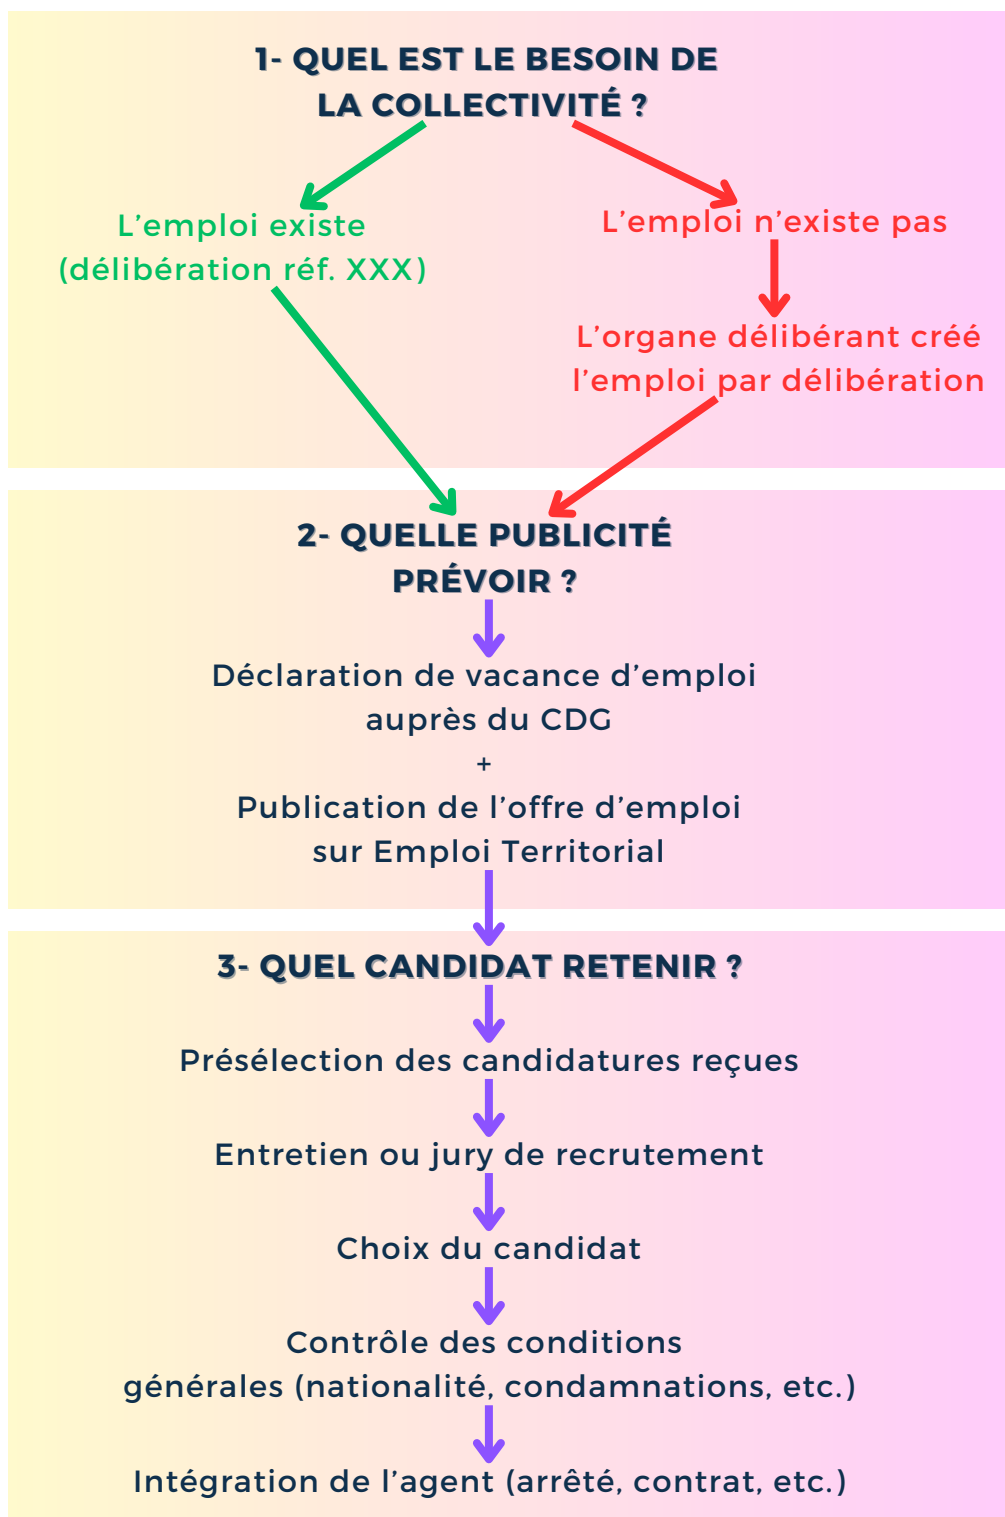 1- QUEL EST LE BESOIN DE
LA COLLECTIVITÉ ?
L’emploi existe
(délibération réf. XXX)
L’emploi n’existe pas
L’organe délibérant créé
l’emploi par délibération
2- QUELLE PUBLICITÉ
PRÉVOIR ?
Déclaration de vacance d’emploi
auprès du CDG
+
Publication de l’offre d’emploi
sur Emploi Territorial
3- QUEL CANDIDAT RETENIR ?
Présélection des candidatures reçues
Entretien ou jury de recrutement
Choix du candidat
Contrôle des conditions
générales (nationalité, condamnations, etc.)
Intégration de l’agent (arrêté, contrat, etc.)